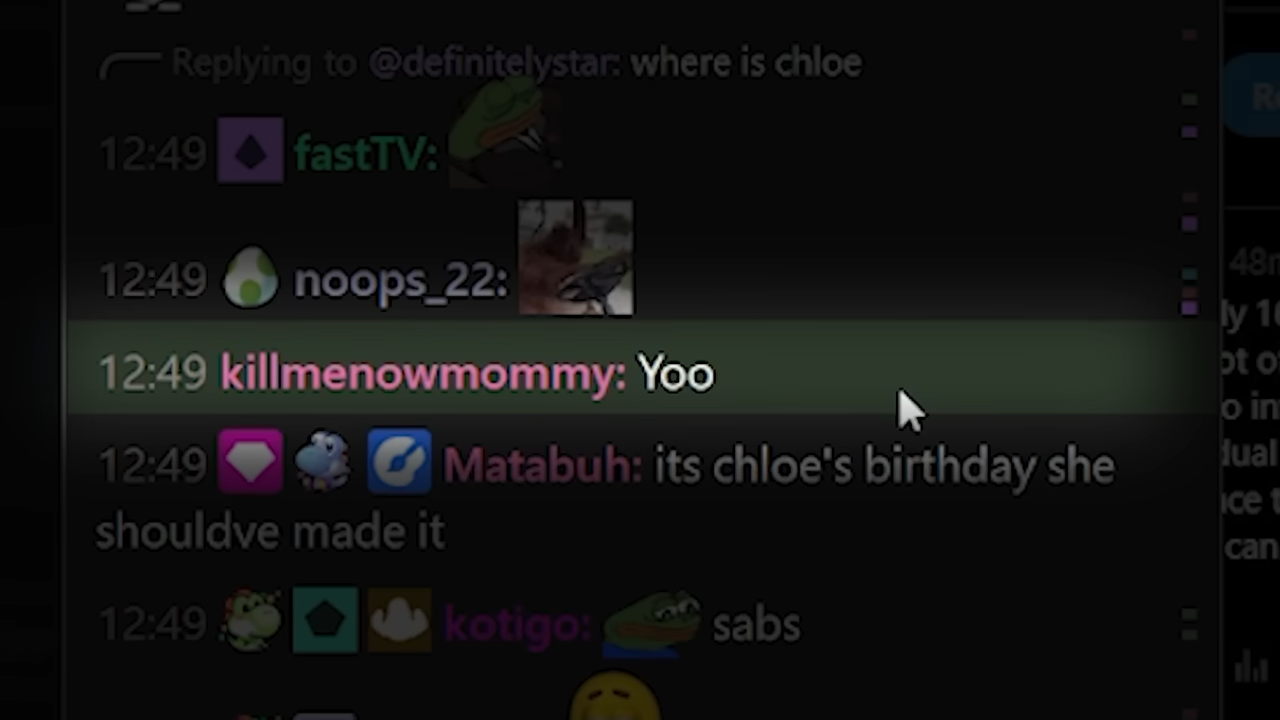 Replying to @definitelystar: where is chloe
12:49 fastTV:
12:49 noops_22:
12:49 killmenowmommy: Yoo
12:49 Matabuh: its chloe's birthday she
shouldve made it
12:49 kotigo: sabs